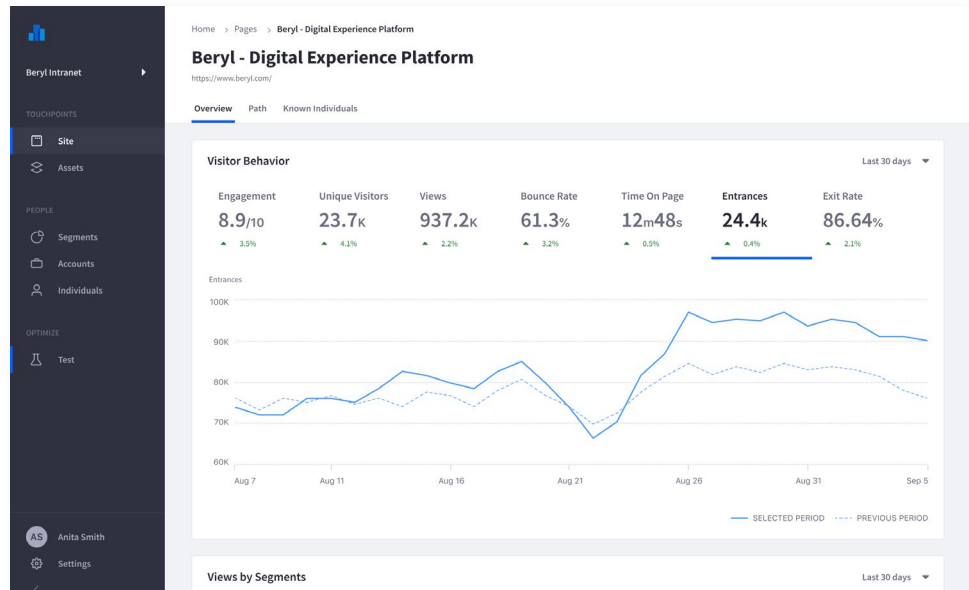 Beryl Intranet
TOUCHPOINTS
Site
Assets
PEOPLE
Segments
Accounts
Individuals
OPTIMIZE
Test
AS Anita Smith
Settings
Home > Pages > Beryl - Digital Experience Platform
Beryl - Digital Experience Platform
https://www.beryl.com/
Overview Path Known Individuals
Visitor Behavior Last 30 days
Engagement Unique Visitors Views Bounce Rate Time On Page Entrances Exit Rate
8.9/10 23.7K 937.2K 61.3% 12m48s 24.4k 86.64%
3.5% 4.1% 2.2% 3.2% 0.5% 0.4% 2.1%
Entrances
100K
90K
80K
70K
60K
Aug 7 Aug 11 Aug 16 Aug 21 Aug 26 Aug 31 Sep 5
SELECTED PERIOD PREVIOUS PERIOD
Views by Segments Last 30 days